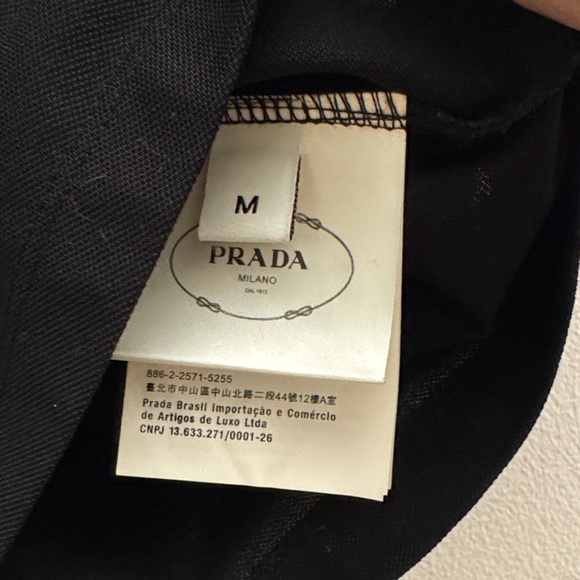 M
PRADA
MILANO
DAL 1913
886-2-2571-5255
臺北市中山區中山北路二段44號12樓A室
Prada Brasil Importação e Comércio
de Artigos de Luxo Ltda
CNPJ 13.633.271/0001-26